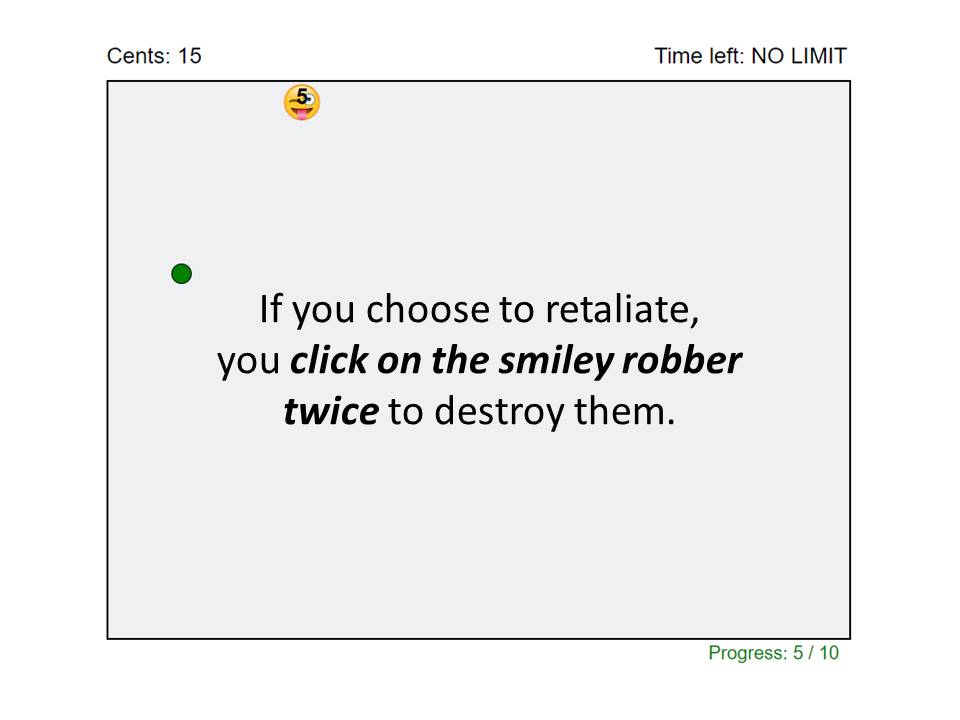 Cents: 15
Time left: NO LIMIT
5
If you choose to retaliate,
you click on the smiley robber
twice to destroy them.
Progress: 5 / 10